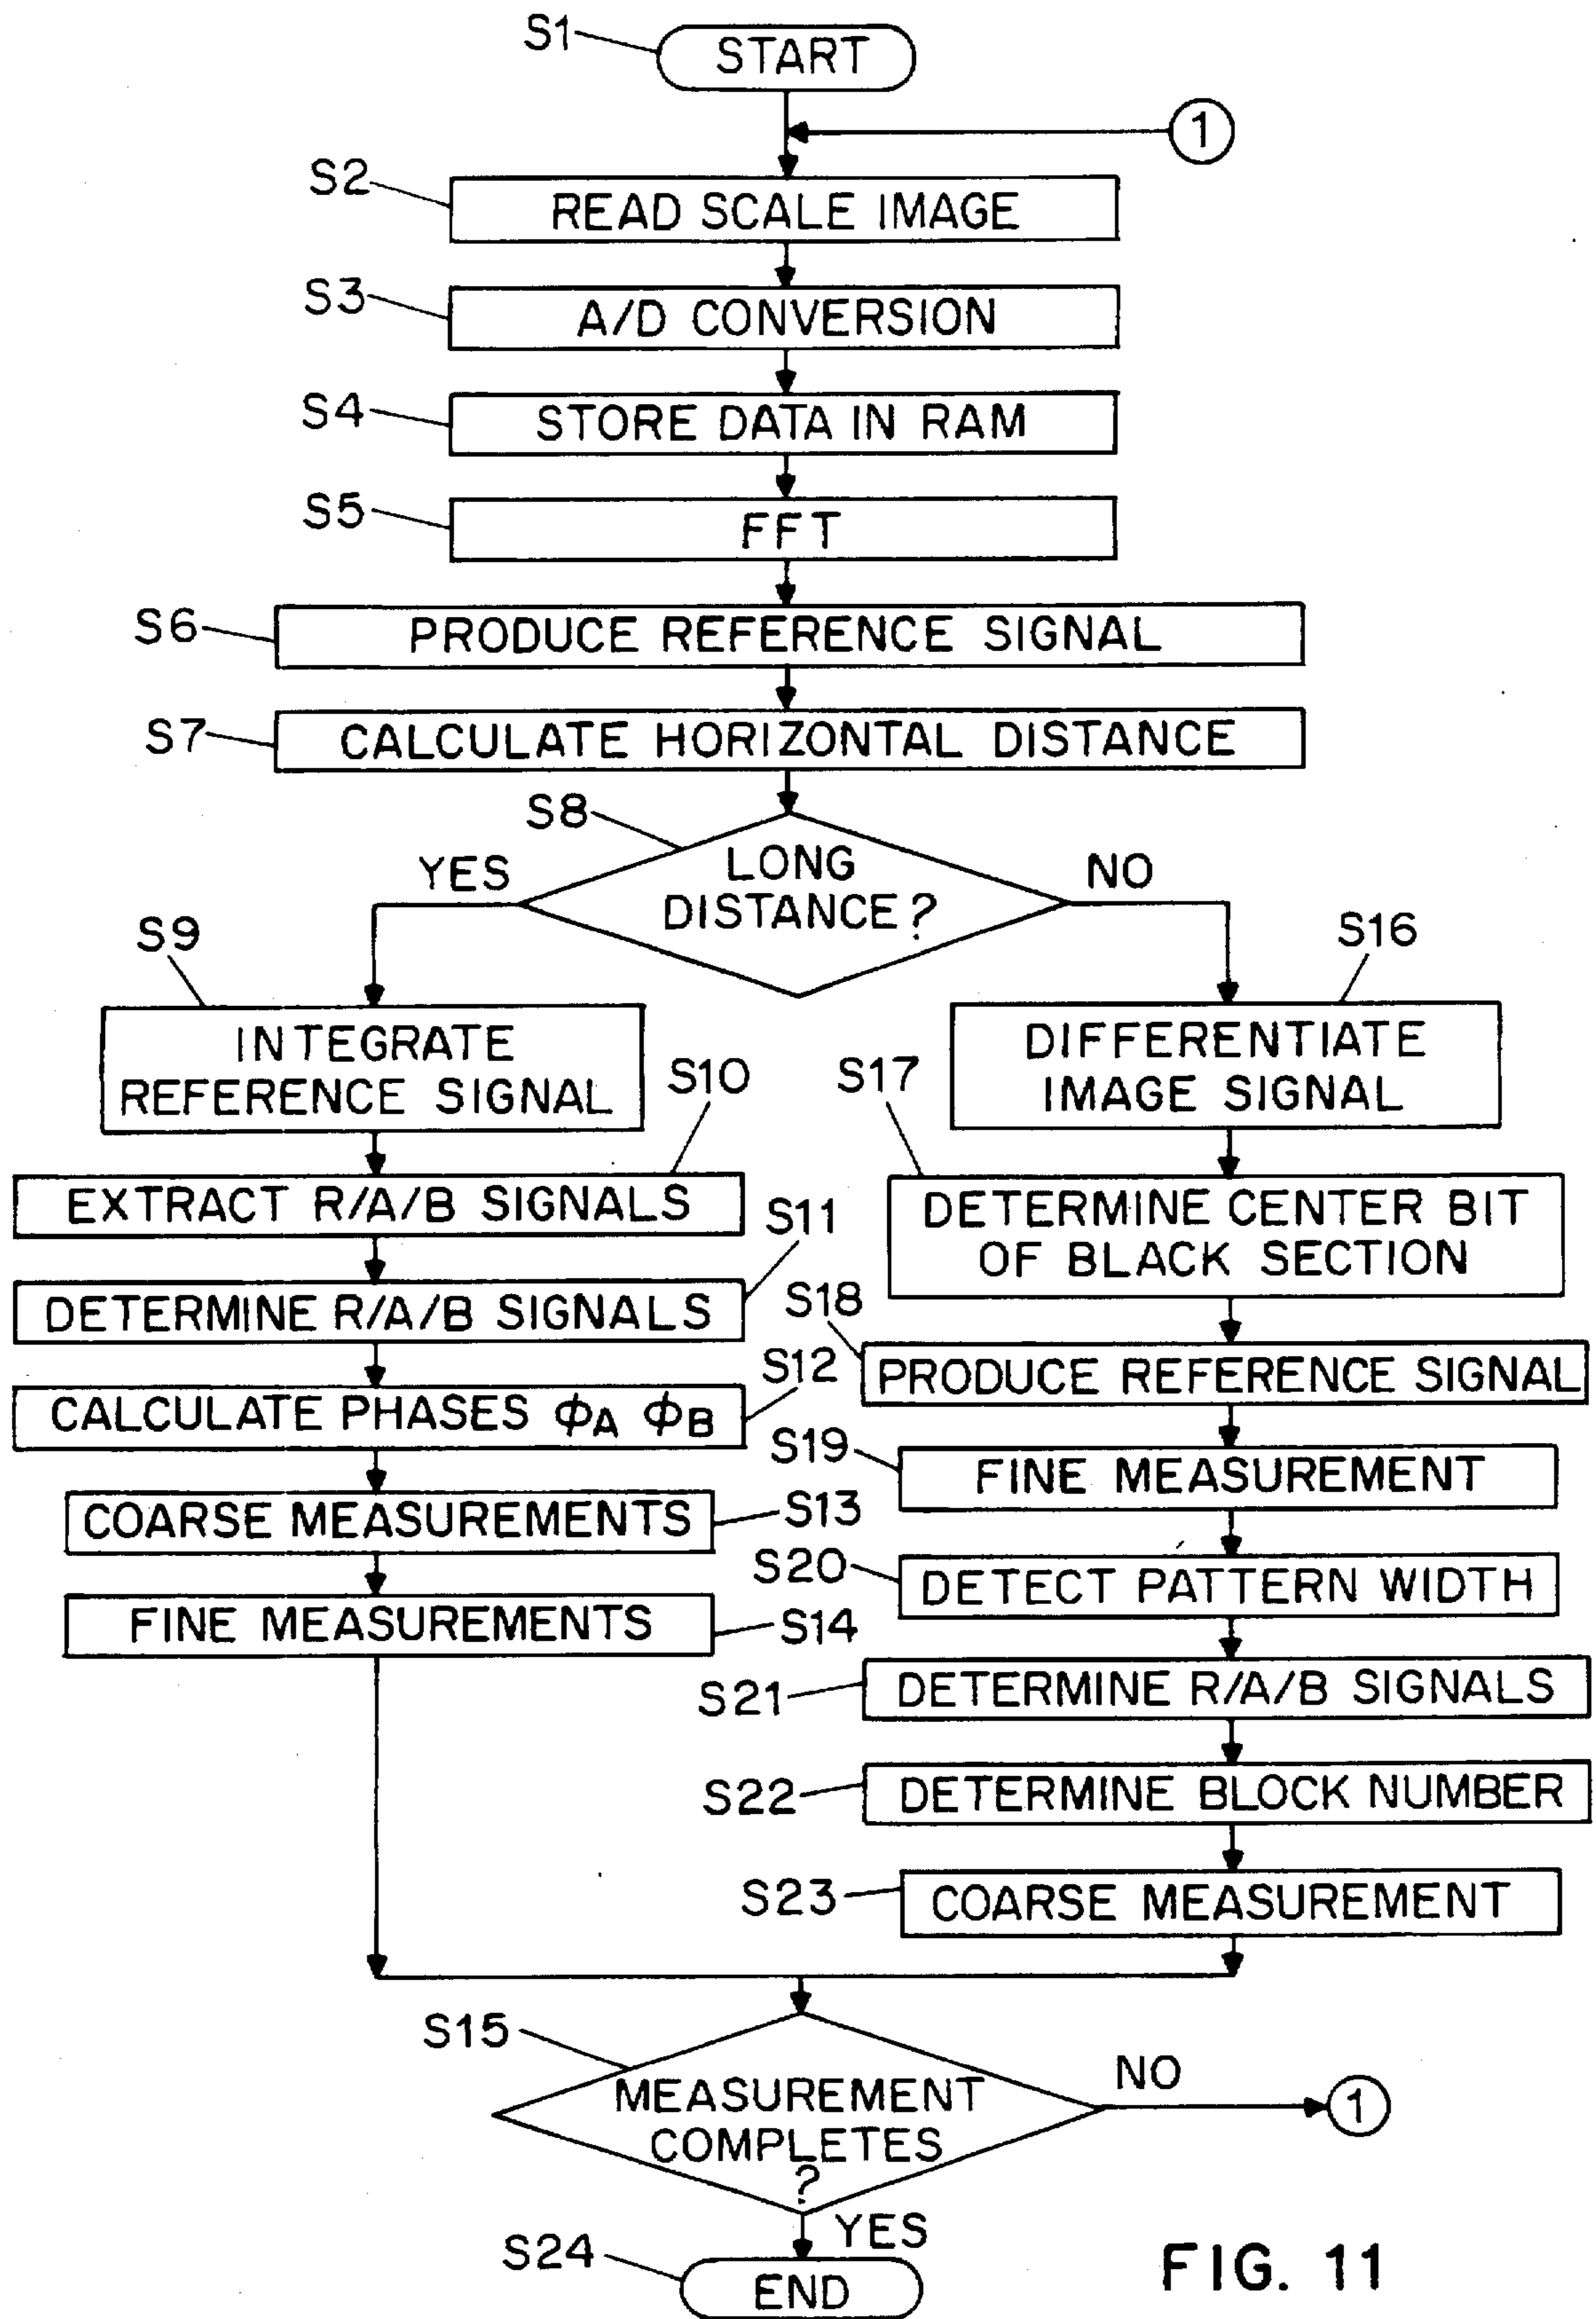 S1
START
1
S2
READ SCALE IMAGE
S3
A/D CONVERSION
S4
STORE DATA IN RAM
S5
FFT
S6
PRODUCE REFERENCE SIGNAL
S7
CALCULATE HORIZONTAL DISTANCE
S8
LONG
DISTANCE?
YES
NO
S9
INTEGRATE
REFERENCE SIGNAL
S10
EXTRACT R/A/B SIGNALS
S11
DETERMINE R/A/B SIGNALS
S12
CALCULATE PHASES ϕA ϕB
S13
COARSE MEASUREMENTS
S14
FINE MEASUREMENTS
S16
DIFFERENTIATE
IMAGE SIGNAL
S17
DETERMINE CENTER BIT
OF BLACK SECTION
S18
PRODUCE REFERENCE SIGNAL
S19
FINE MEASUREMENT
S20
DETECT PATTERN WIDTH
S21
DETERMINE R/A/B SIGNALS
S22
DETERMINE BLOCK NUMBER
S23
COARSE MEASUREMENT
S15
MEASUREMENT
COMPLETES
?
NO
1
YES
S24
END
FIG. 11